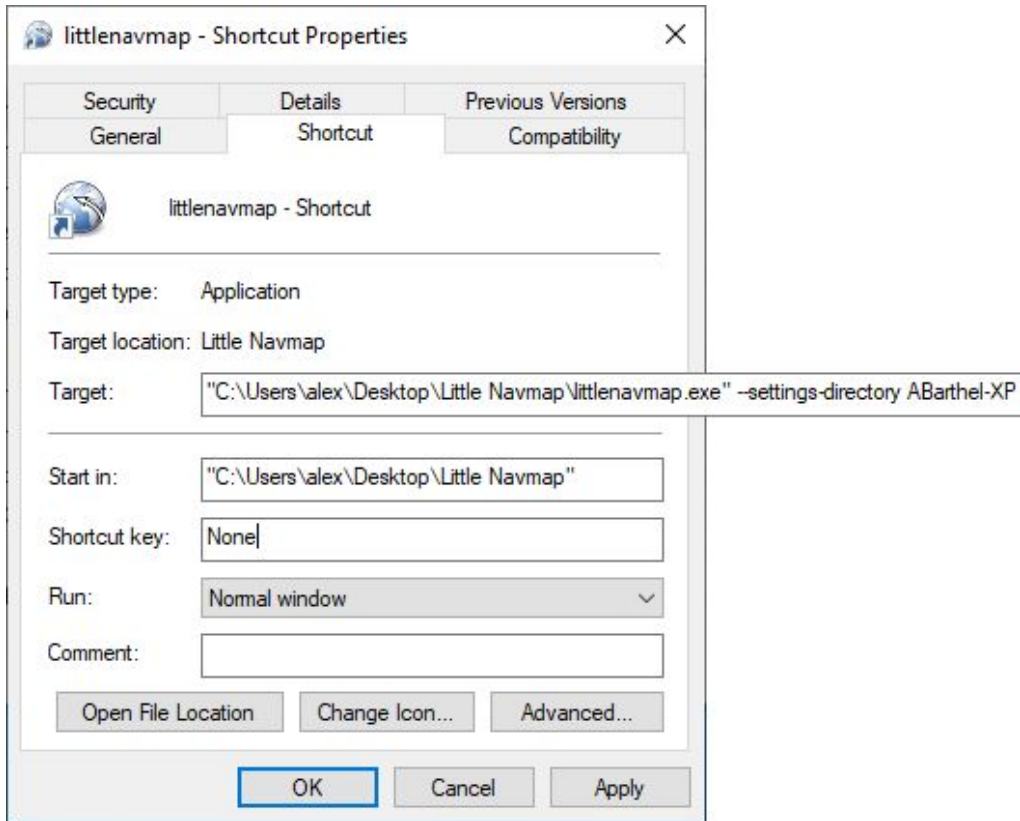 littlenavmap - Shortcut Properties
Security Details Previous Versions
General Shortcut Compatibility
littlenavmap - Shortcut
Target type: Application
Target location: Little Navmap
Target: "C:\Users\alex\Desktop\Little Navmap\littlenavmap.exe" --settings-directory ABarthel-XP
Start in: "C:\Users\alex\Desktop\Little Navmap"
Shortcut key: None
Run: Normal window
Comment:
Open File Location Change Icon... Advanced...
OK Cancel Apply